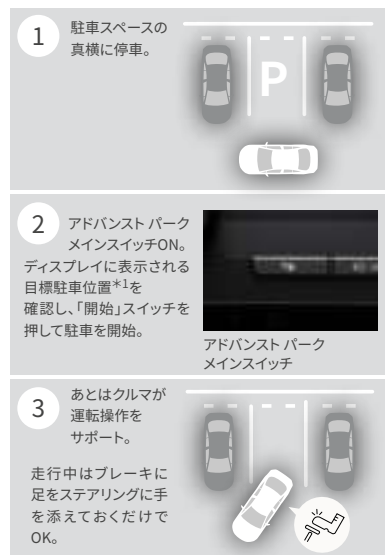 1
駐車スペースの
真横に停車。
P
2
アドバンスト パーク
メインスイッチON。
ディスプレイに表示される
目標駐車位置*1を
確認し、「開始」スイッチを
押して駐車を開始。
アドバンスト パーク
メインスイッチ
3
あとはクルマが
運転操作を
サポート。
走行中はブレーキに
足をステアリングに手
を添えておくだけで
OK。